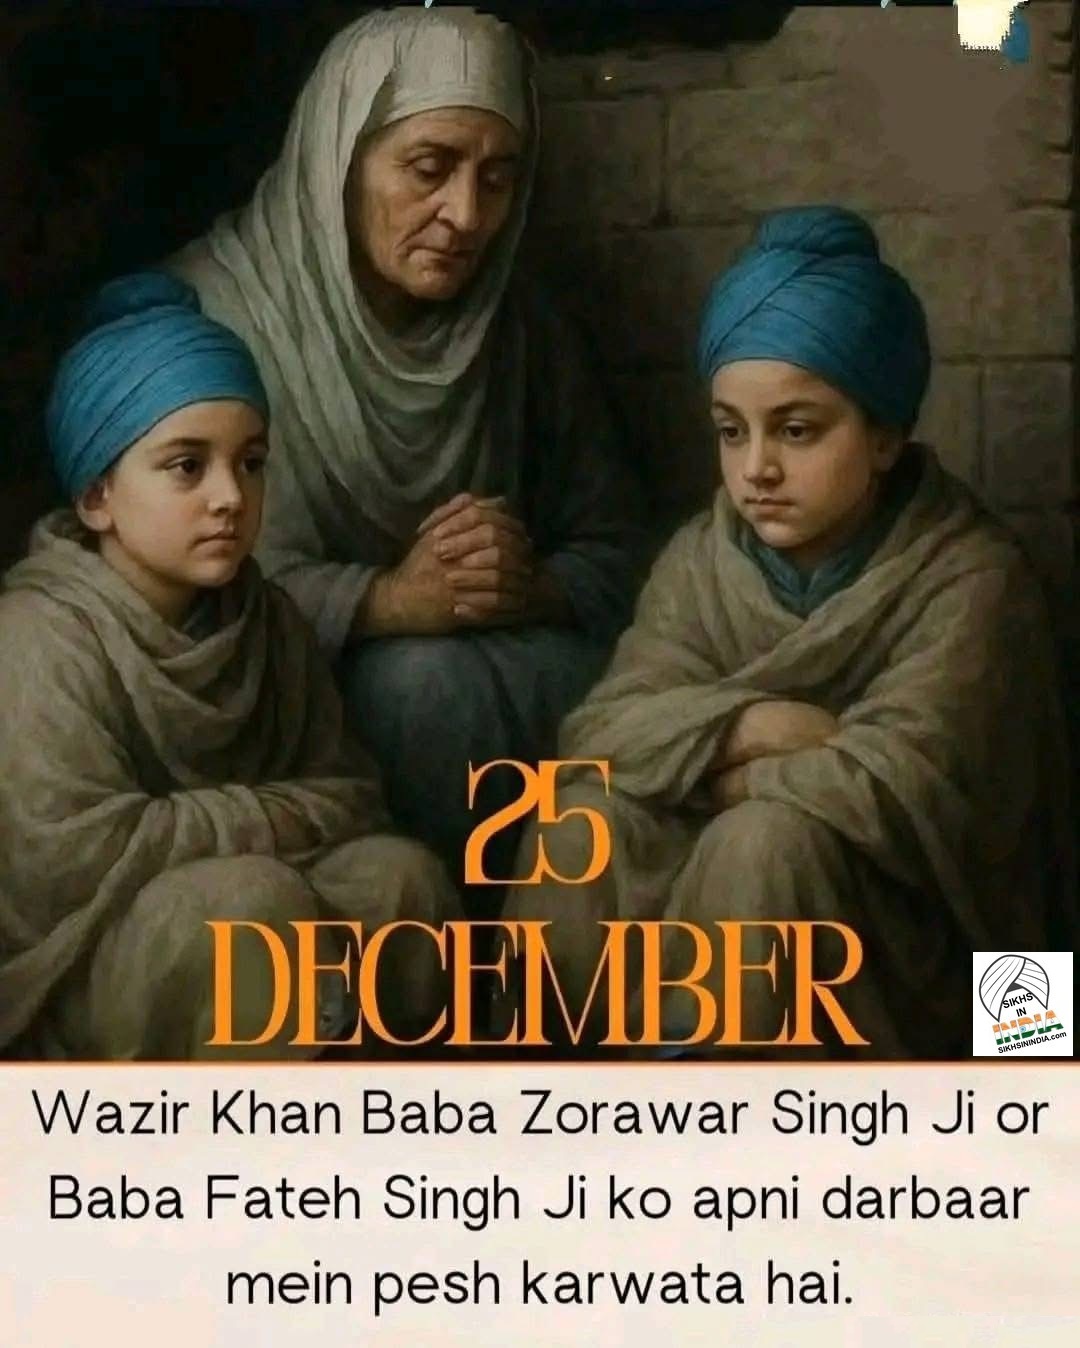 25
DECEMBER
SIKHS
IN
INDIA
SIKHSININDIA.com
Wazir Khan Baba Zorawar Singh Ji or
Baba Fateh Singh Ji ko apni darbaar
mein pesh karwata hai.